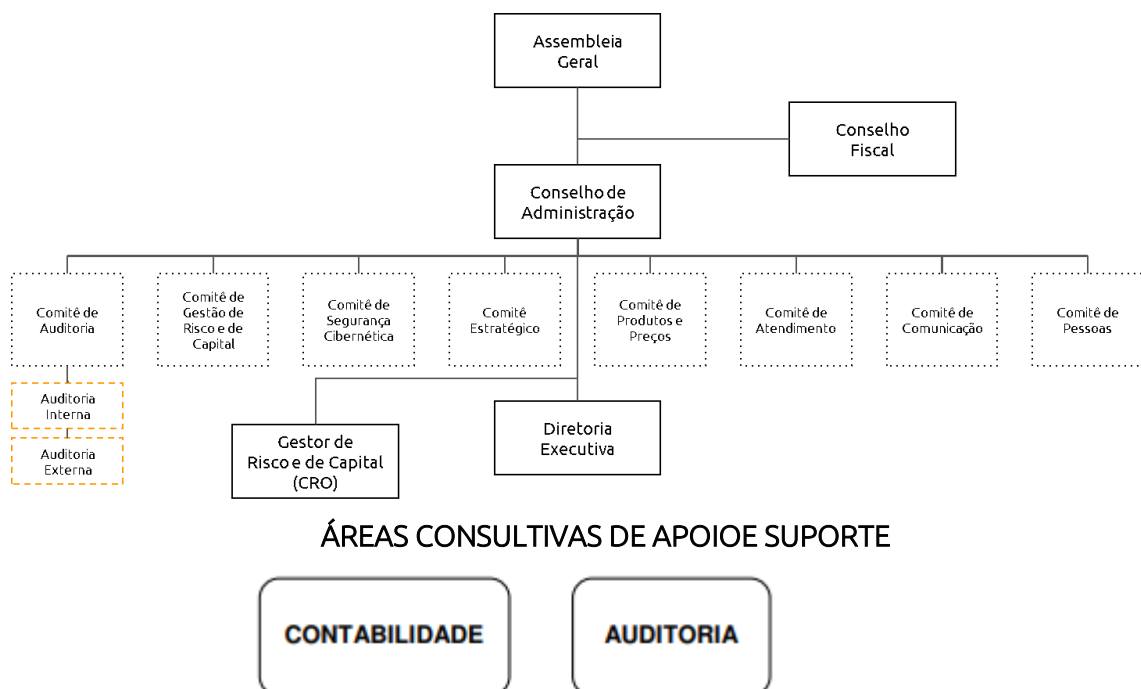 Assembleia
Geral
Conselho
Fiscal
Conselho de
Administração
Comitê de
Auditoria
Comitê de
Gestão de
Risco e de
Capital
Comitê de
Segurança
Cibernética
Comitê
Estratégico
Comitê de
Produtos e
Preços
Comitê de
Atendimento
Comitê de
Comunicação
Comitê de
Pessoas
Auditoria
Interna
Auditoria
Externa
Gestor de
Risco e de Capital
(CRO)
Diretoria
Executiva
ÁREAS CONSULTIVAS DE APOIOE SUPORTE
CONTABILIDADE
AUDITORIA